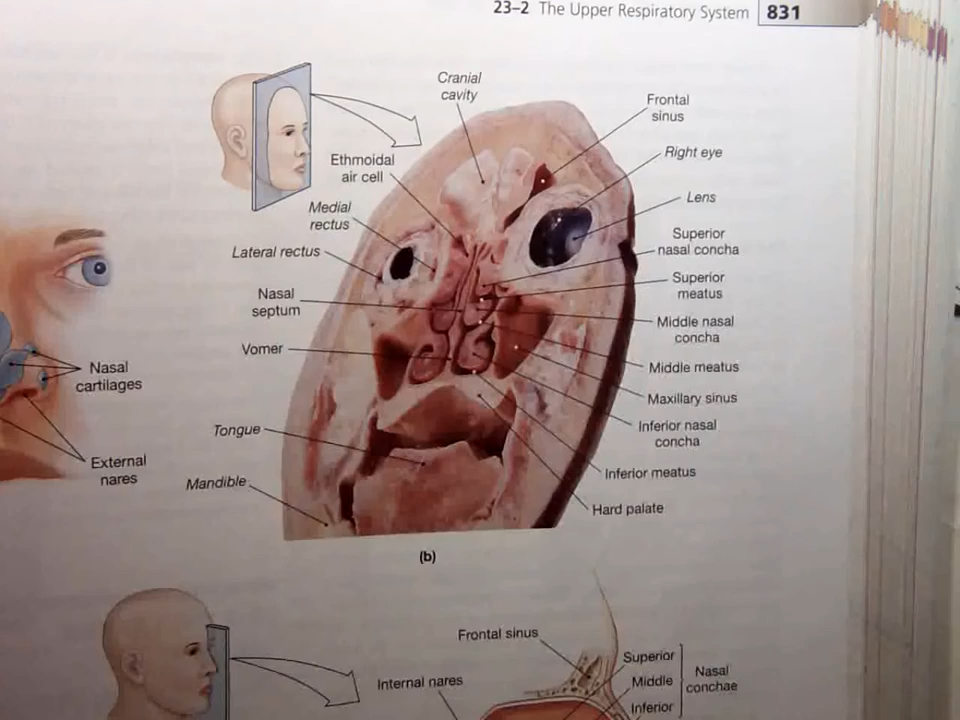 23–2 The Upper Respiratory System 831
Cranial
cavity
Frontal
sinus
Ethmoidal
air cell
Right eye
Medial
rectus
Lens
Lateral rectus
Superior
nasal concha
Nasal
septum
Superior
meatus
Middle nasal
concha
Vomer
Middle meatus
Nasal
cartilages
Maxillary sinus
Tongue
Inferior nasal
concha
External
nares
Inferior meatus
Mandible
Hard palate
(b)
Frontal sinus
Internal nares
Superior
Middle
Inferior
Nasal
conchae